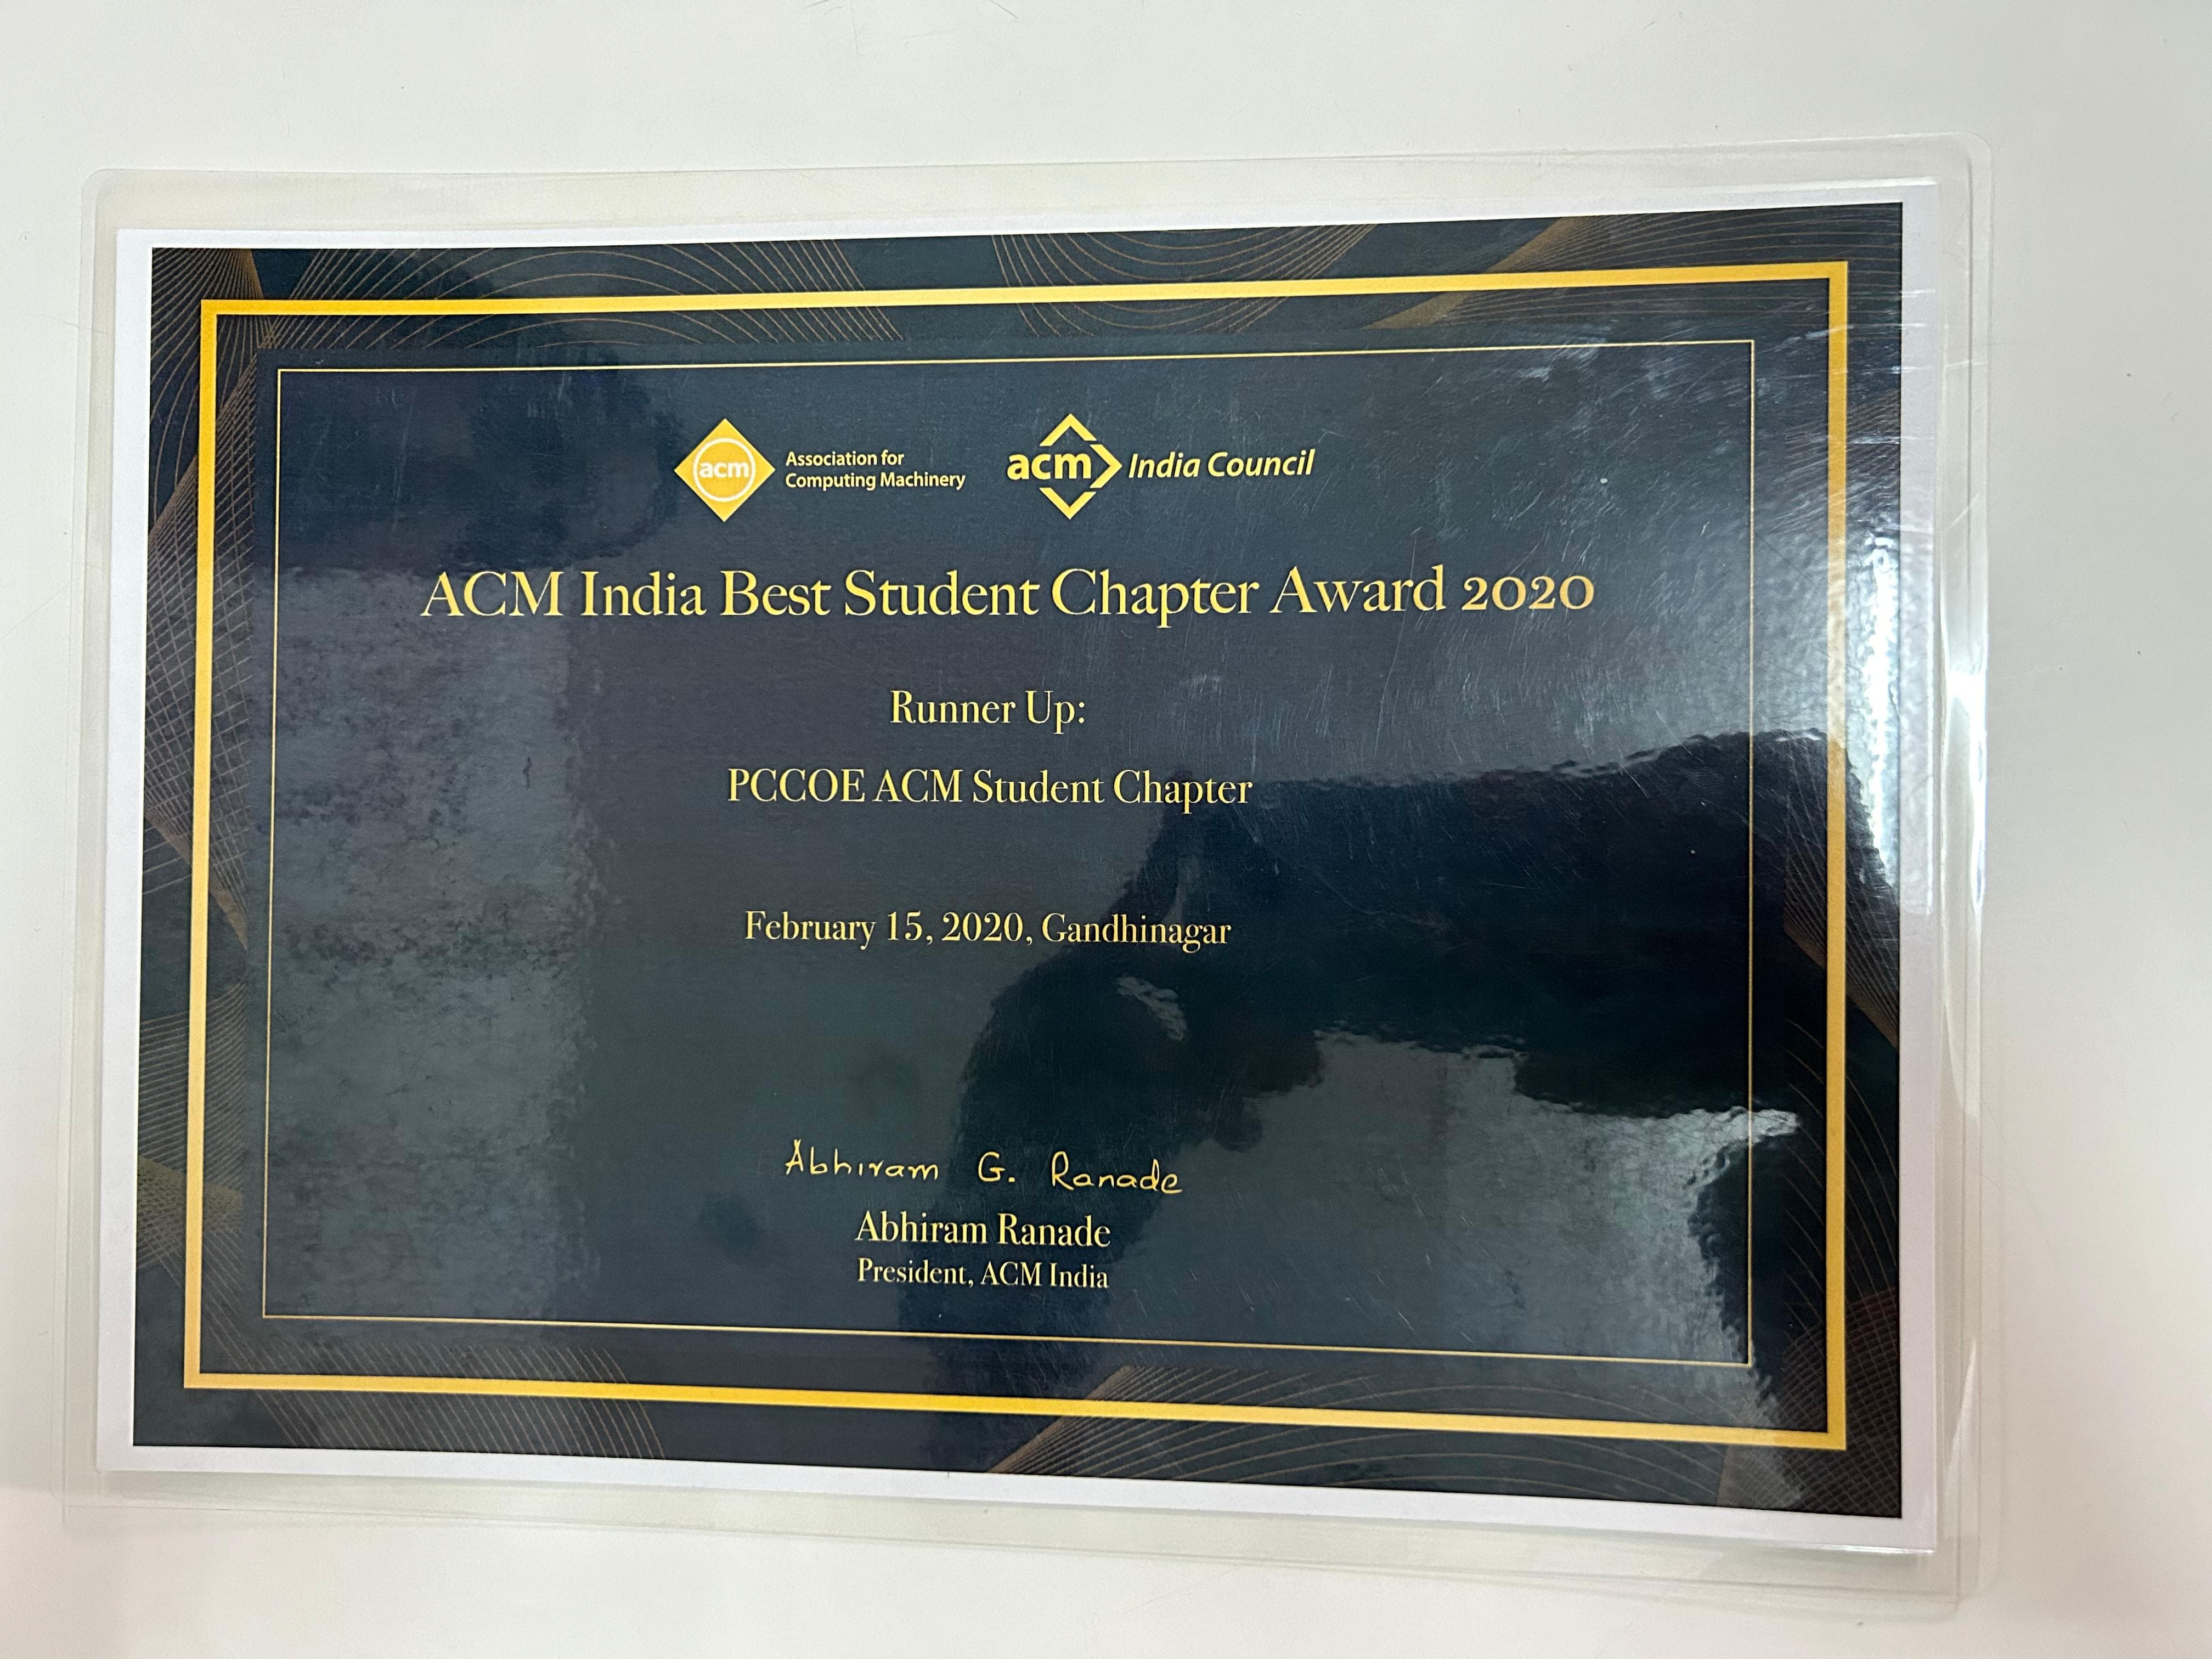 acm Association for
Computing Machinery
acm India Council
ACM India Best Student Chapter Award 2020
Runner Up:
PCCOE ACM Student Chapter
February 15, 2020, Gandhinagar
Abhiram G. Ranade
Abhiram Ranade
President, ACM India